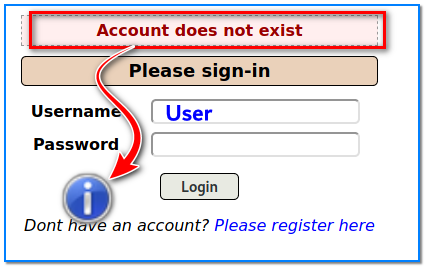 Account does not exist
Please sign-in
Username User
Password
Login
Dont have an account? Please register here